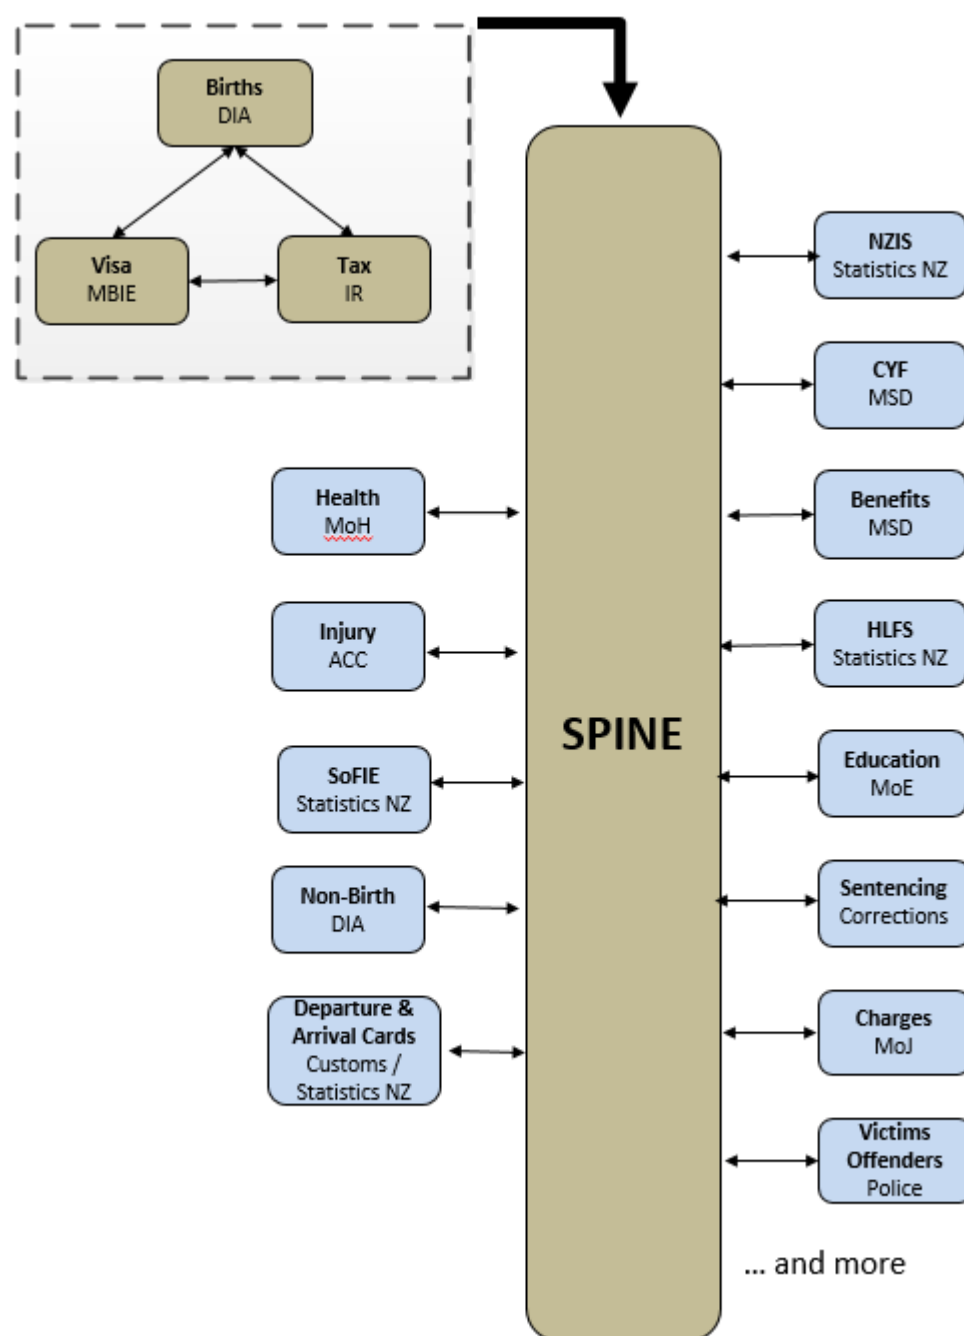 Births
DIA
Visa
MBIE
Tax
IR
SPINE
Health
MoH
Injury
ACC
SoFIE
Statistics NZ
Non-Birth
DIA
Departure &
Arrival Cards
Customs /
Statistics NZ
NZIS
Statistics NZ
CYF
MSD
Benefits
MSD
HLFS
Statistics NZ
Education
MoE
Sentencing
Corrections
Charges
MoJ
Victims
Offenders
Police
... and more